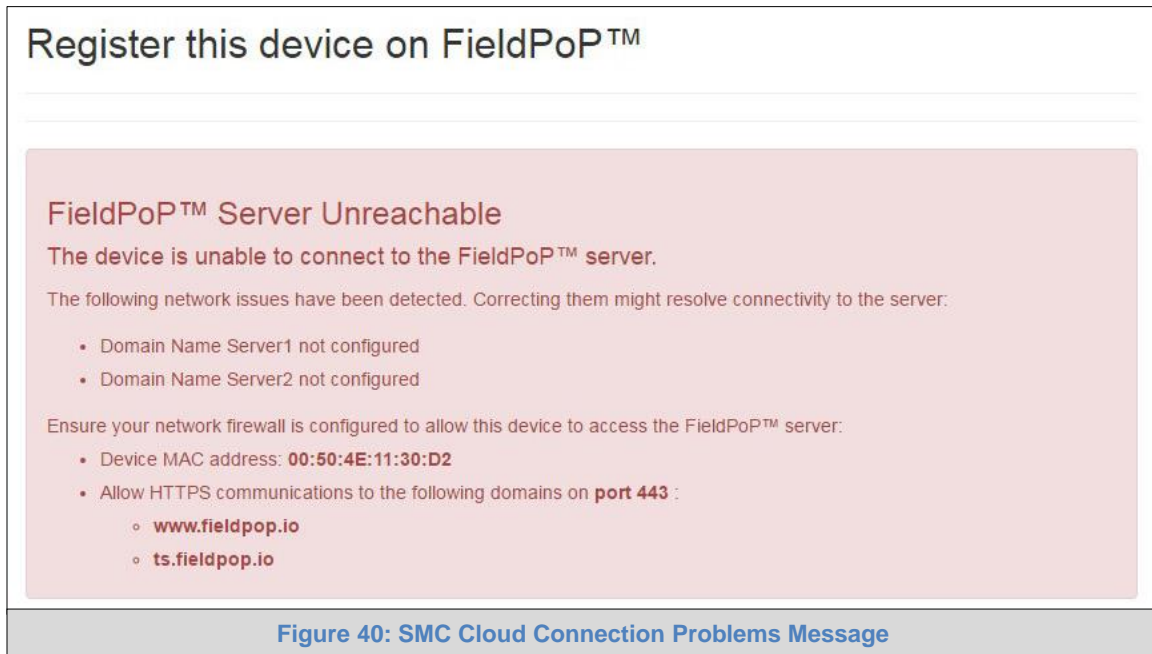 Register this device on FieldPoP™
FieldPoP™ Server Unreachable
The device is unable to connect to the FieldPoP™ server.
The following network issues have been detected. Correcting them might resolve connectivity to the server:
• Domain Name Server1 not configured
• Domain Name Server2 not configured
Ensure your network firewall is configured to allow this device to access the FieldPoP™ server:
• Device MAC address: 00:50:4E:11:30:D2
• Allow HTTPS communications to the following domains on port 443 :
◦ www.fieldpop.io
◦ ts.fieldpop.io
Figure 40: SMC Cloud Connection Problems Message